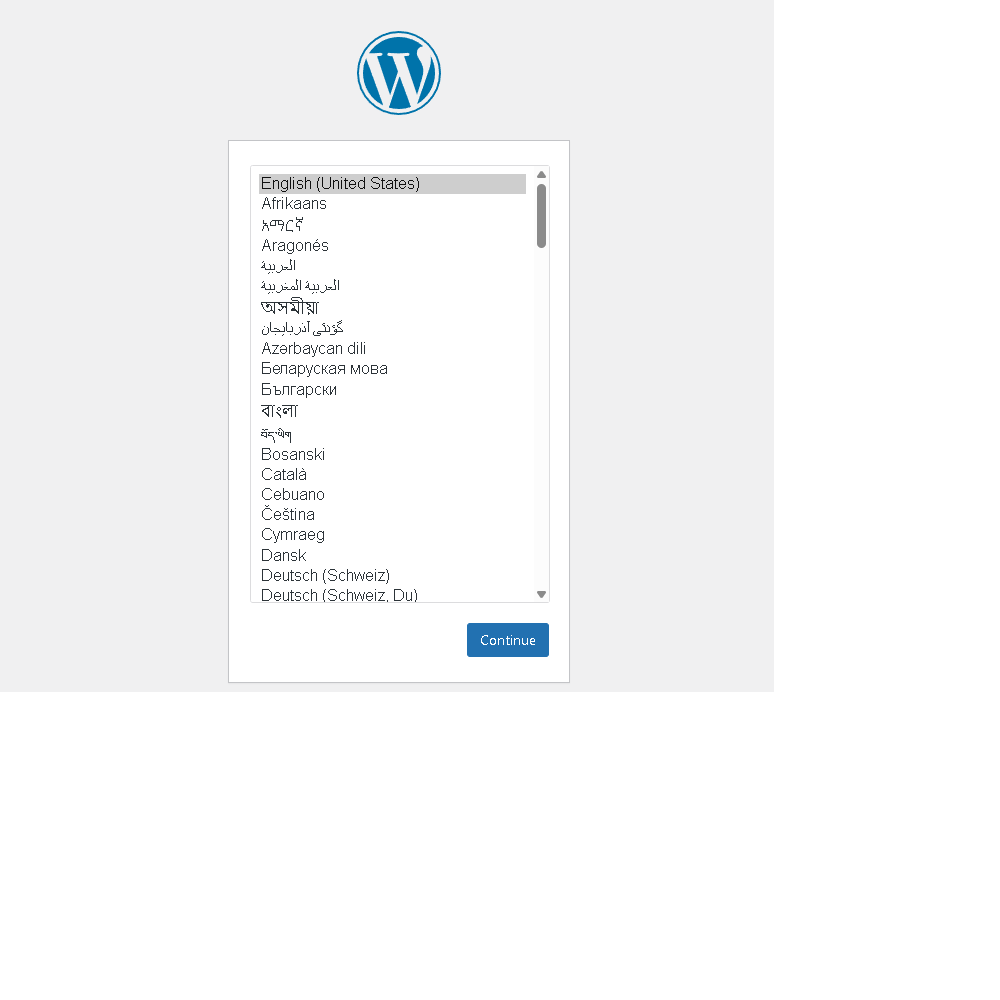 English (United States)
Afrikaans
አማርኛ
Aragonés
العربية
العربية المغربية
অসমীয়া
گؤنئی آذربایجان
Azərbaycan dili
Беларуская мова
Български
বাংলা
བོད་ཡིག
Bosanski
Català
Cebuano
Čeština
Cymraeg
Dansk
Deutsch (Schweiz)
Deutsch (Schweiz, Du)
Continue